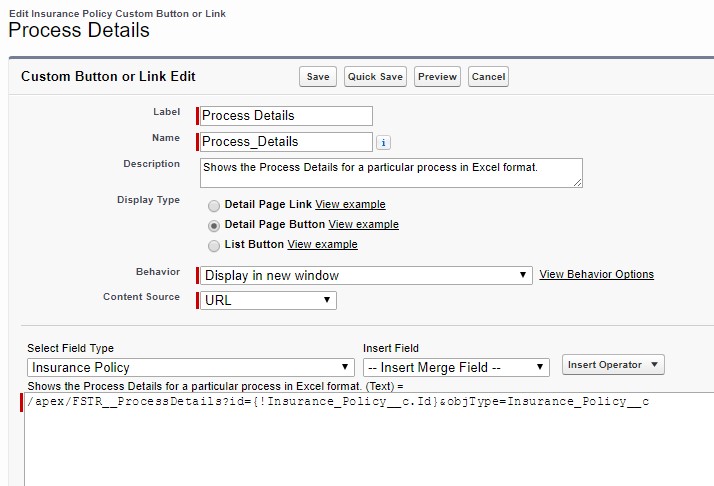 Edit Insurance Policy Custom Button or Link
Process Details
Custom Button or Link Edit Save Quick Save Preview Cancel
Label Process Details
Name Process_Details i
Description Shows the Process Details for a particular process in Excel format.
Display Type Detail Page Link View example
Detail Page Button View example
List Button View example
Behavior Display in new window View Behavior Options
Content Source URL
Select Field Type Insert Field
Insurance Policy -- Insert Merge Field -- Insert Operator
Shows the Process Details for a particular process in Excel format. (Text) =
/apex/FSTR__ProcessDetails?id={!Insurance_Policy__c.Id}&objType=Insurance_Policy__c